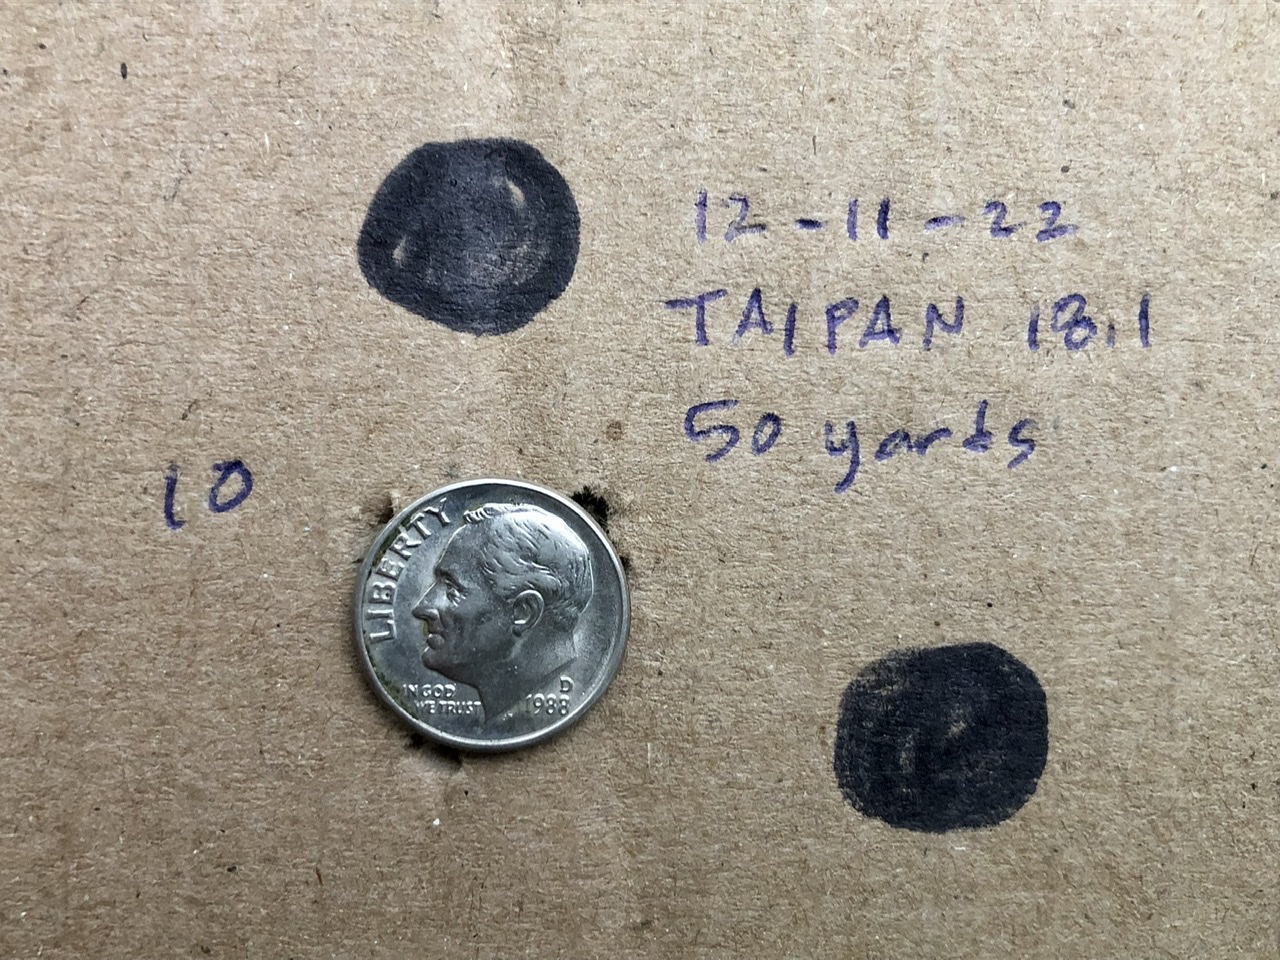 12-11-22
TAIPAN 18.1
50 yards
10
LIBERTY
IN GOD
WE TRUST
D
1988